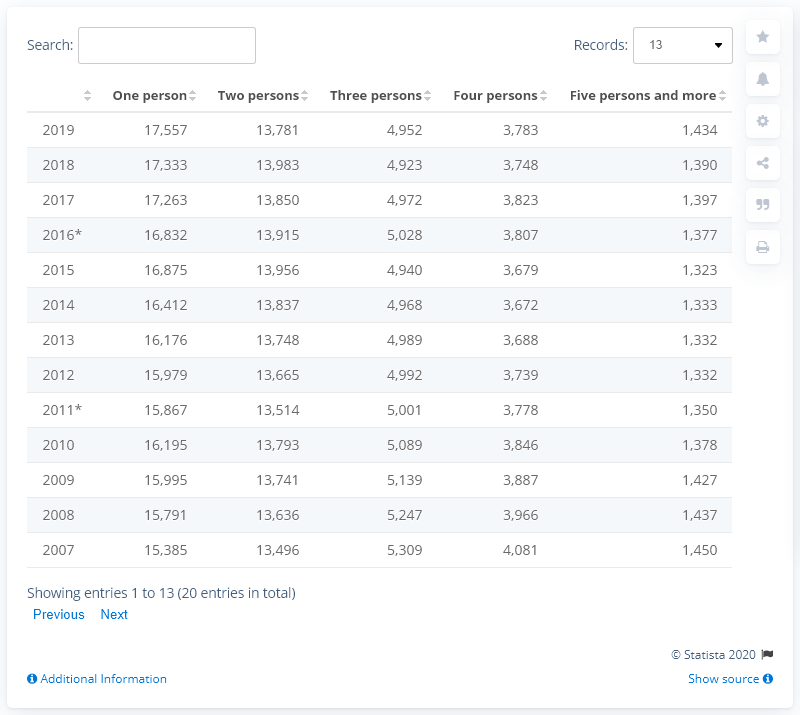 Search:
Records: 13
One person Two persons Three persons Four persons Five persons and more
2019 17,557 13,781 4,952 3,783 1,434
2018 17,333 13,983 4,923 3,748 1,390
2017 17,263 13,850 4,972 3,823 1,397
2016* 16,832 13,915 5,028 3,807 1,377
2015 16,875 13,956 4,940 3,679 1,323
2014 16,412 13,837 4,968 3,672 1,333
2013 16,176 13,748 4,989 3,688 1,332
2012 15,979 13,665 4,992 3,739 1,332
2011* 15,867 13,514 5,001 3,778 1,350
2010 16,195 13,793 5,089 3,846 1,378
2009 15,995 13,741 5,139 3,887 1,427
2008 15,791 13,636 5,247 3,966 1,437
2007 15,385 13,496 5,309 4,081 1,450
Showing entries 1 to 13 (20 entries in total)
Previous Next
© Statista 2020
Additional Information
Show source